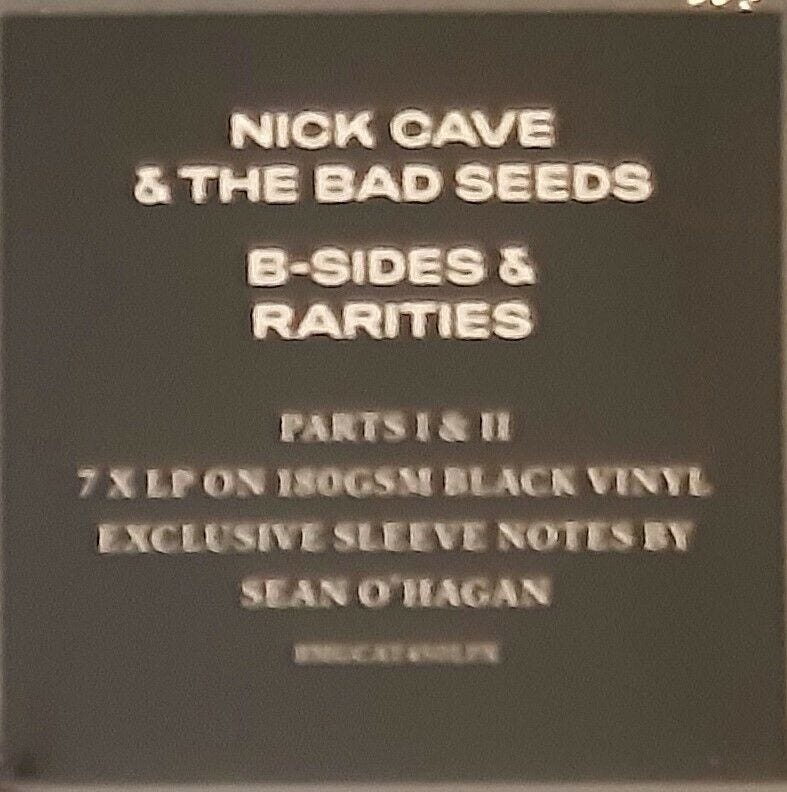 NICK CAVE
& THE BAD SEEDS
B-SIDES &
RARITIES
PARTS I & II
7 X LP ON 180GSM BLACK VINYL
EXCLUSIVE SLEEVE NOTES BY
SEAN O'HAGAN